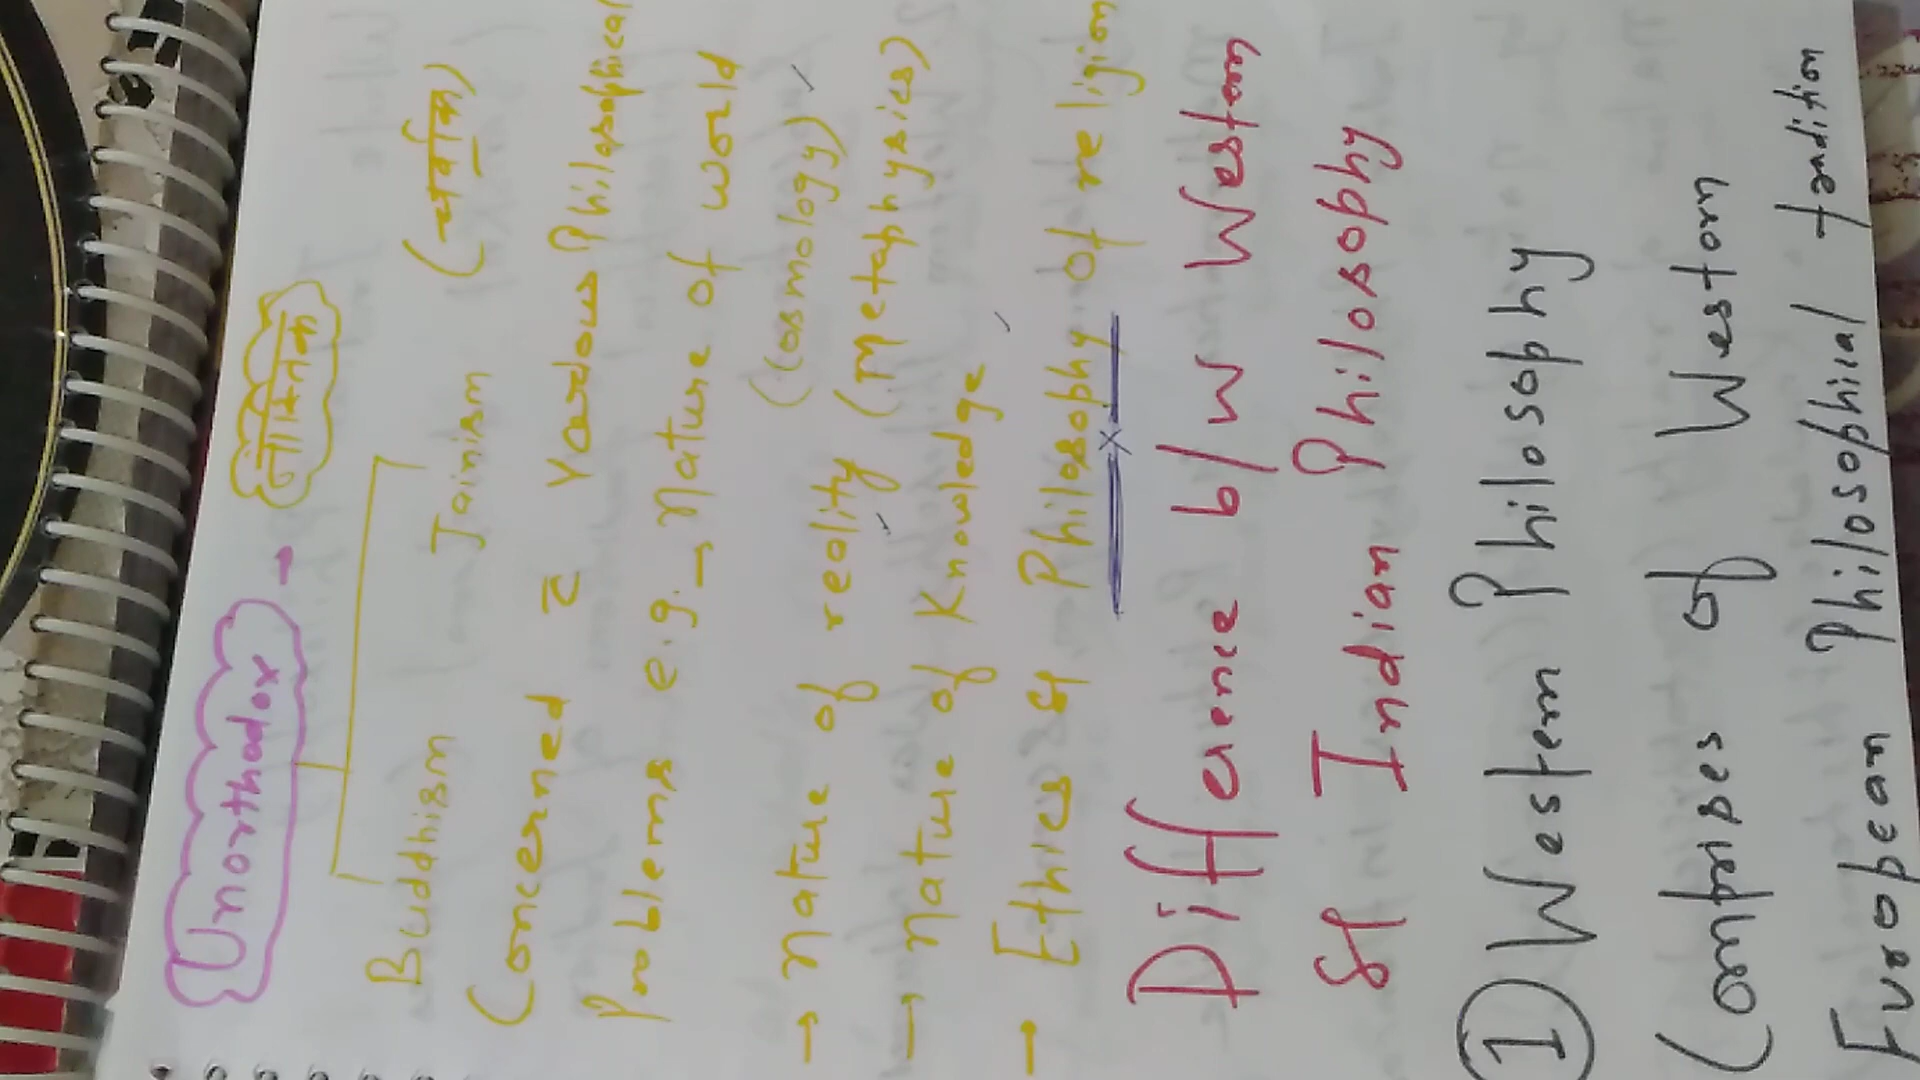 Unorthodox → नास्तिक
Buddhism Jainism (चार्वाक)
Concerned c̄ Various Philosophical
Problems e.g. → Nature of world
(cosmology)
→ nature of reality (metaphysics)
→ nature of Knowledge
→ Ethics & Philosophy of religion
Diffrence b/w Western
& Indian Philosophy
① Western Philosophy
Comprises of Western
European Philosophical tradition